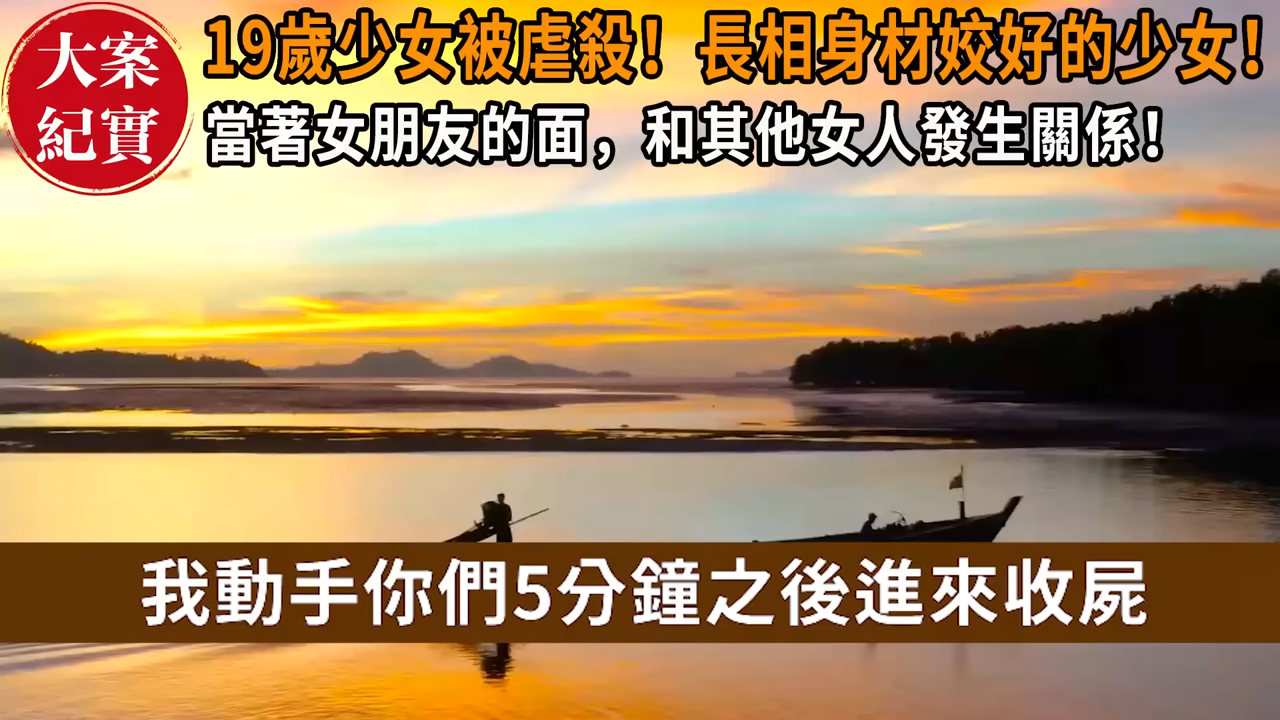 大案
紀實
19歲少女被虐殺！長相身材姣好的少女！
當著女朋友的面，和其他女人發生關係！
我動手你們5分鐘之後進來收屍